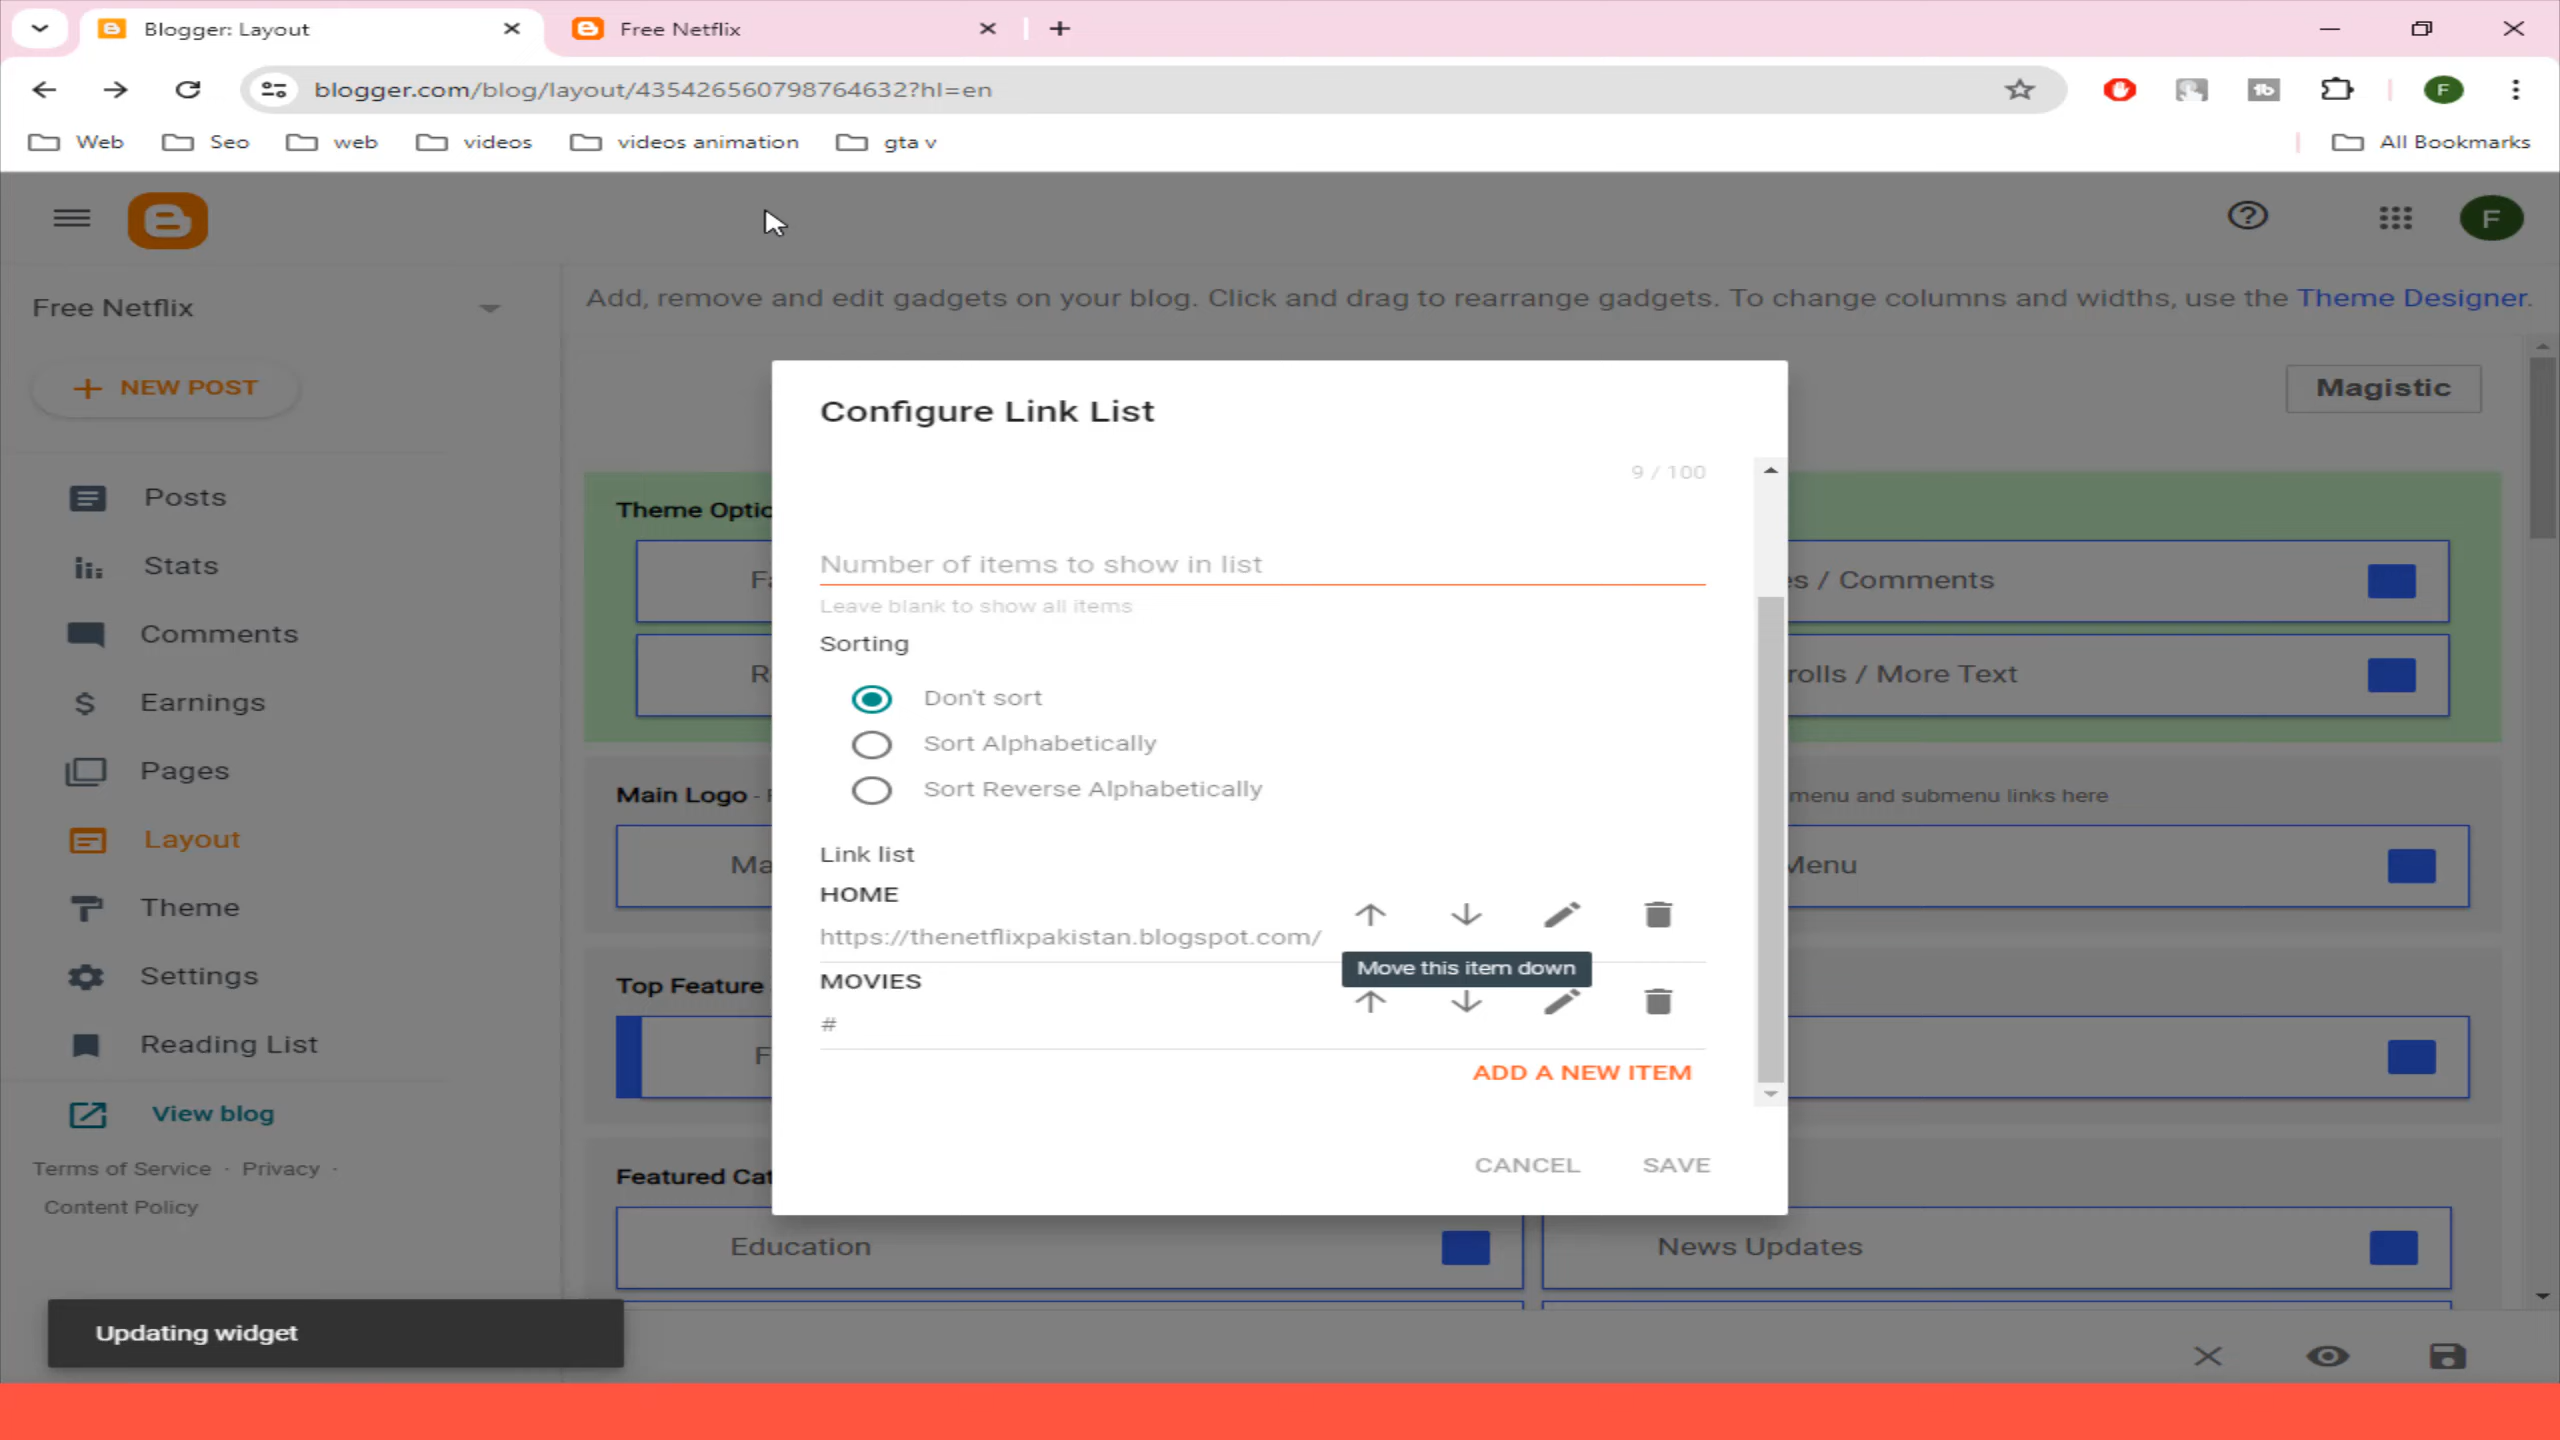 Blogger: Layout
Free Netflix
blogger.com/blog/layout/435426560798764632?hl=en
F
Web
Seo
web
videos
videos animation
gta v
All Bookmarks
F
Free Netflix
Add, remove and edit gadgets on your blog. Click and drag to rearrange gadgets. To change columns and widths, use the Theme Designer.
NEW POST
Magistic
Configure Link List
9 / 100
Posts
Theme Optio
Number of items to show in list
Stats
s / Comments
Leave blank to show all items
Comments
Sorting
Don't sort
rolls / More Text
Earnings
Sort Alphabetically
Pages
Sort Reverse Alphabetically
Main Logo -
menu and submenu links here
Layout
Link list
Ma
Menu
HOME
Theme
https://thenetflixpakistan.blogspot.com/
Move this item down
Settings
Top Feature
MOVIES
#
Reading List
F
ADD A NEW ITEM
View blog
Terms of Service · Privacy ·
Content Policy
Featured Cat
CANCEL
SAVE
Education
News Updates
Updating widget